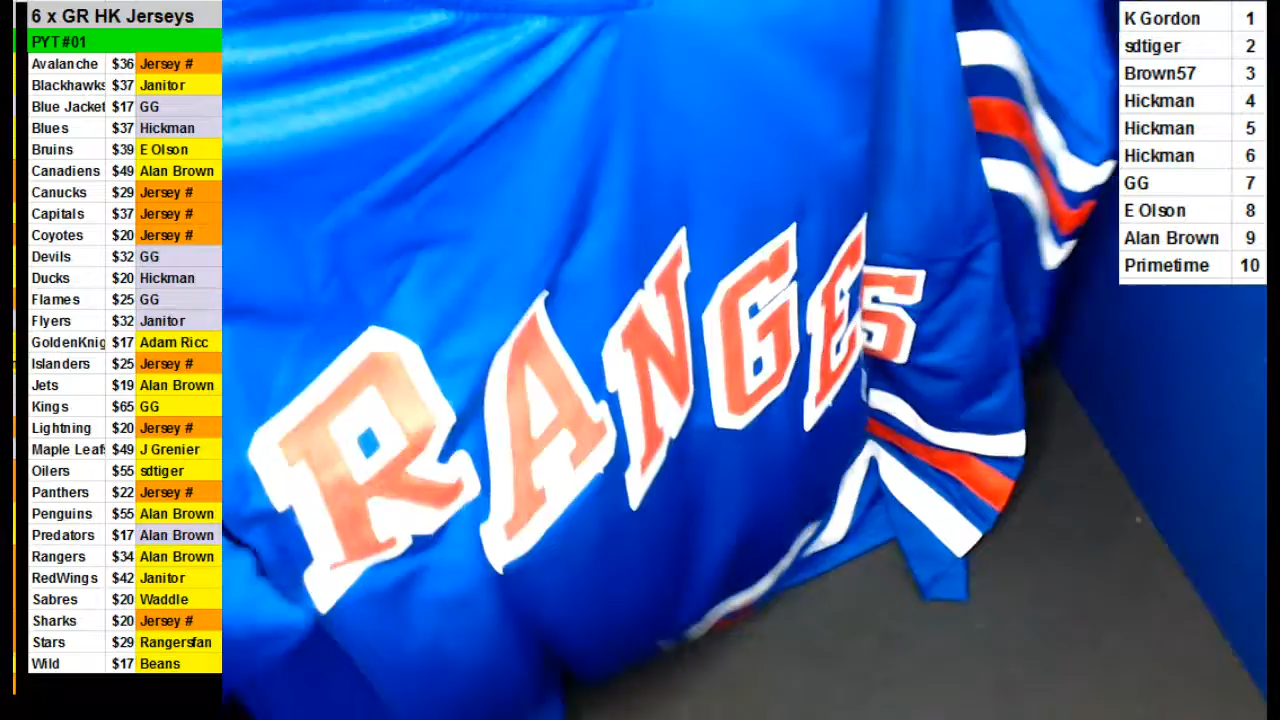 6 x GR HK Jerseys
PYT #01
Avalanche $36 Jersey #
Blackhawks $37 Janitor
Blue Jacket $17 GG
Blues $37 Hickman
Bruins $39 E Olson
Canadiens $49 Alan Brown
Canucks $29 Jersey #
Capitals $37 Jersey #
Coyotes $20 Jersey #
Devils $32 GG
Ducks $20 Hickman
Flames $25 GG
Flyers $32 Janitor
GoldenKnig $17 Adam Ricc
Islanders $25 Jersey #
Jets $19 Alan Brown
Kings $65 GG
Lightning $20 Jersey #
Maple Leafs $49 J Grenier
Oilers $55 sdtiger
Panthers $22 Jersey #
Penguins $55 Alan Brown
Predators $17 Alan Brown
Rangers $34 Alan Brown
RedWings $42 Janitor
Sabres $20 Waddle
Sharks $20 Jersey #
Stars $29 Rangersfan
Wild $17 Beans
RANGE
5
K Gordon 1
sdtiger 2
Brown57 3
Hickman 4
Hickman 5
Hickman 6
GG 7
E Olson 8
Alan Brown 9
Primetime 10